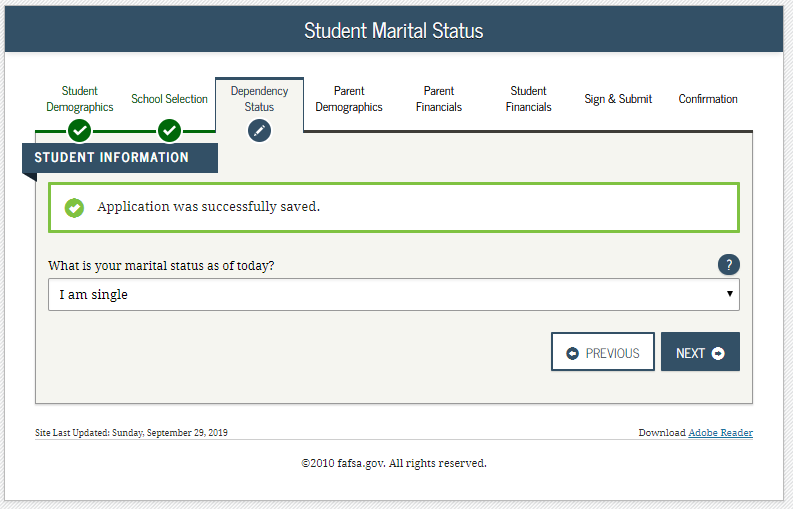 Student Marital Status
Student
Demographics
School Selection
Dependency
Status
Parent
Demographics
Parent
Financials
Student
Financials
Sign & Submit
Confirmation
STUDENT INFORMATION
Application was successfully saved.
What is your marital status as of today?
?
I am single
PREVIOUS
NEXT
Site Last Updated: Sunday, September 29, 2019
Download Adobe Reader
©2010 fafsa.gov. All rights reserved.